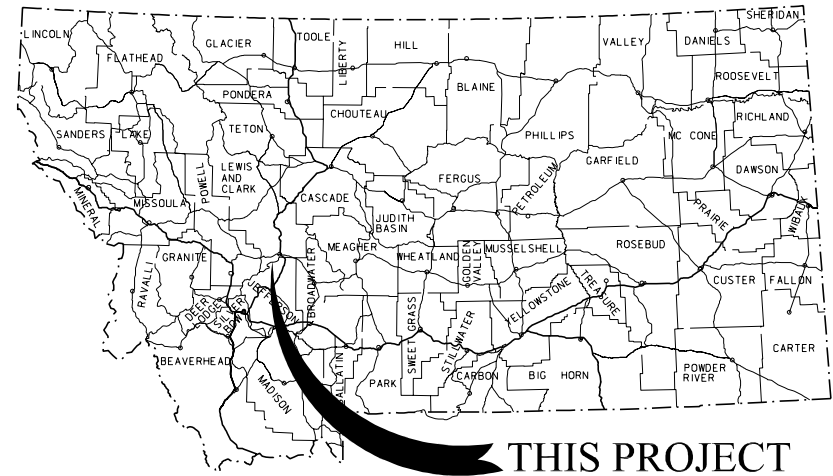 LINCOLN
FLATHEAD
GLACIER
TOOLE
LIBERTY
HILL
BLAINE
VALLEY
DANIELS
SHERIDAN
ROOSEVELT
PONDERA
CHOUTEAU
PHILLIPS
RICHLAND
SANDERS
LAKE
TETON
MC CONE
GARFIELD
DAWSON
MINERAL
MISSOULA
POWELL
LEWIS
AND
CLARK
CASCADE
FERGUS
PETROLEUM
JUDITH
BASIN
PRAIRIE
WIBAUX
GRANITE
RAVALLI
BROADWATER
MEAGHER
WHEATLAND
GOLDEN
VALLEY
MUSSELSHELL
ROSEBUD
CUSTER
FALLON
DEER
LODGE
SILVER
BOW
JEFFERSON
SWEET GRASS
STILLWATER
YELLOWSTONE
TREASURE
BEAVERHEAD
MADISON
GALLATIN
PARK
CARBON
BIG HORN
POWDER
RIVER
CARTER
THIS PROJECT